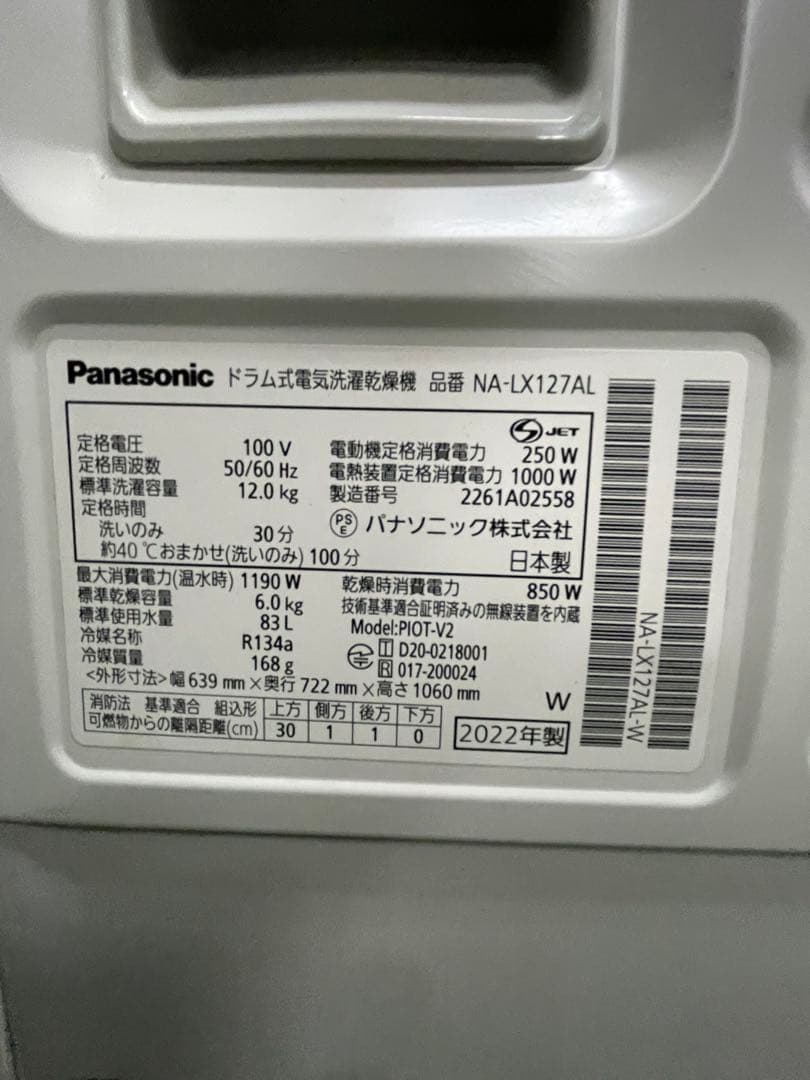 Panasonic ドラム式電気洗濯乾燥機 品番 NA-LX127AL
S JET
定格電圧 100 V
定格周波数 50/60 Hz
標準洗濯容量 12.0 kg
定格時間
洗いのみ 30 分
約40 ℃おまかせ(洗いのみ) 100 分
電動機定格消費電力 250 W
電熱装置定格消費電力 1000 W
製造番号 2261A02558
PSE パナソニック株式会社
日本製
最大消費電力(温水時) 1190 W
標準乾燥容量 6.0 kg
標準使用水量 83 L
冷媒名称 R134a
冷媒質量 168 g
乾燥時消費電力 850 W
技術基準適合証明済みの無線装置を内蔵
Model:PIOT-V2
T D20-0218001
R 017-200024
<外形寸法> 幅 639 mm × 奥行 722 mm × 高さ 1060 mm
W
消防法 基準適合 組込形 上方 側方 後方 下方
可燃物からの離隔距離(cm) 30 1 1 0
2022年製
NA-LX127AL-W